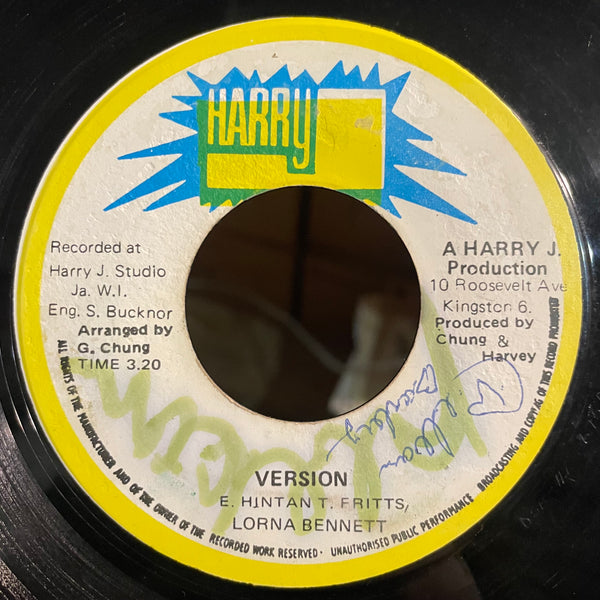 HARRY J
Recorded at
Harry J. Studio
Ja. W.I.
Eng. S. Bucknor
Arranged by
G. Chung
TIME 3.20
A HARRY J.
Production
10 Roosevelt Ave
Kingston 6.
Produced by
Chung &
Harvey
VERSION
E. HINTAN T. FRITTS,
LORNA BENNETT
ALL RIGHTS OF THE MANUFACTURER AND OF THE OWNER OF THE RECORDED WORK RESERVED · UNAUTHORISED PUBLIC PERFORMANCE BROADCASTING AND COPYING OF THIS RECORD PROHIBITED